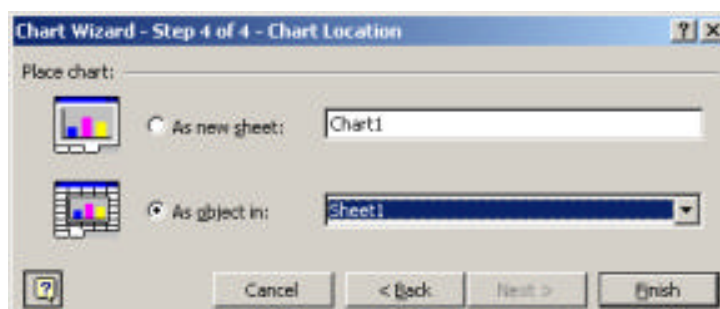 Chart Wizard - Step 4 of 4 - Chart Location
Place chart:
As new sheet: Chart1
As object in: Sheet1
Cancel < Back Next > Finish